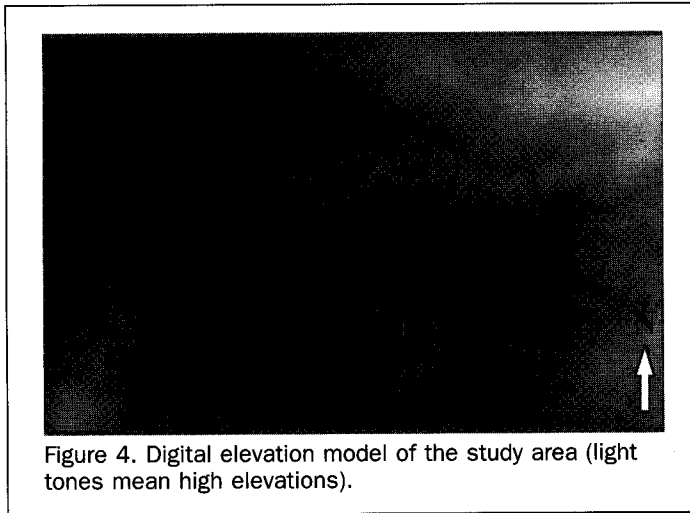 Figure 4. Digital elevation model of the study area (light
tones mean high elevations).